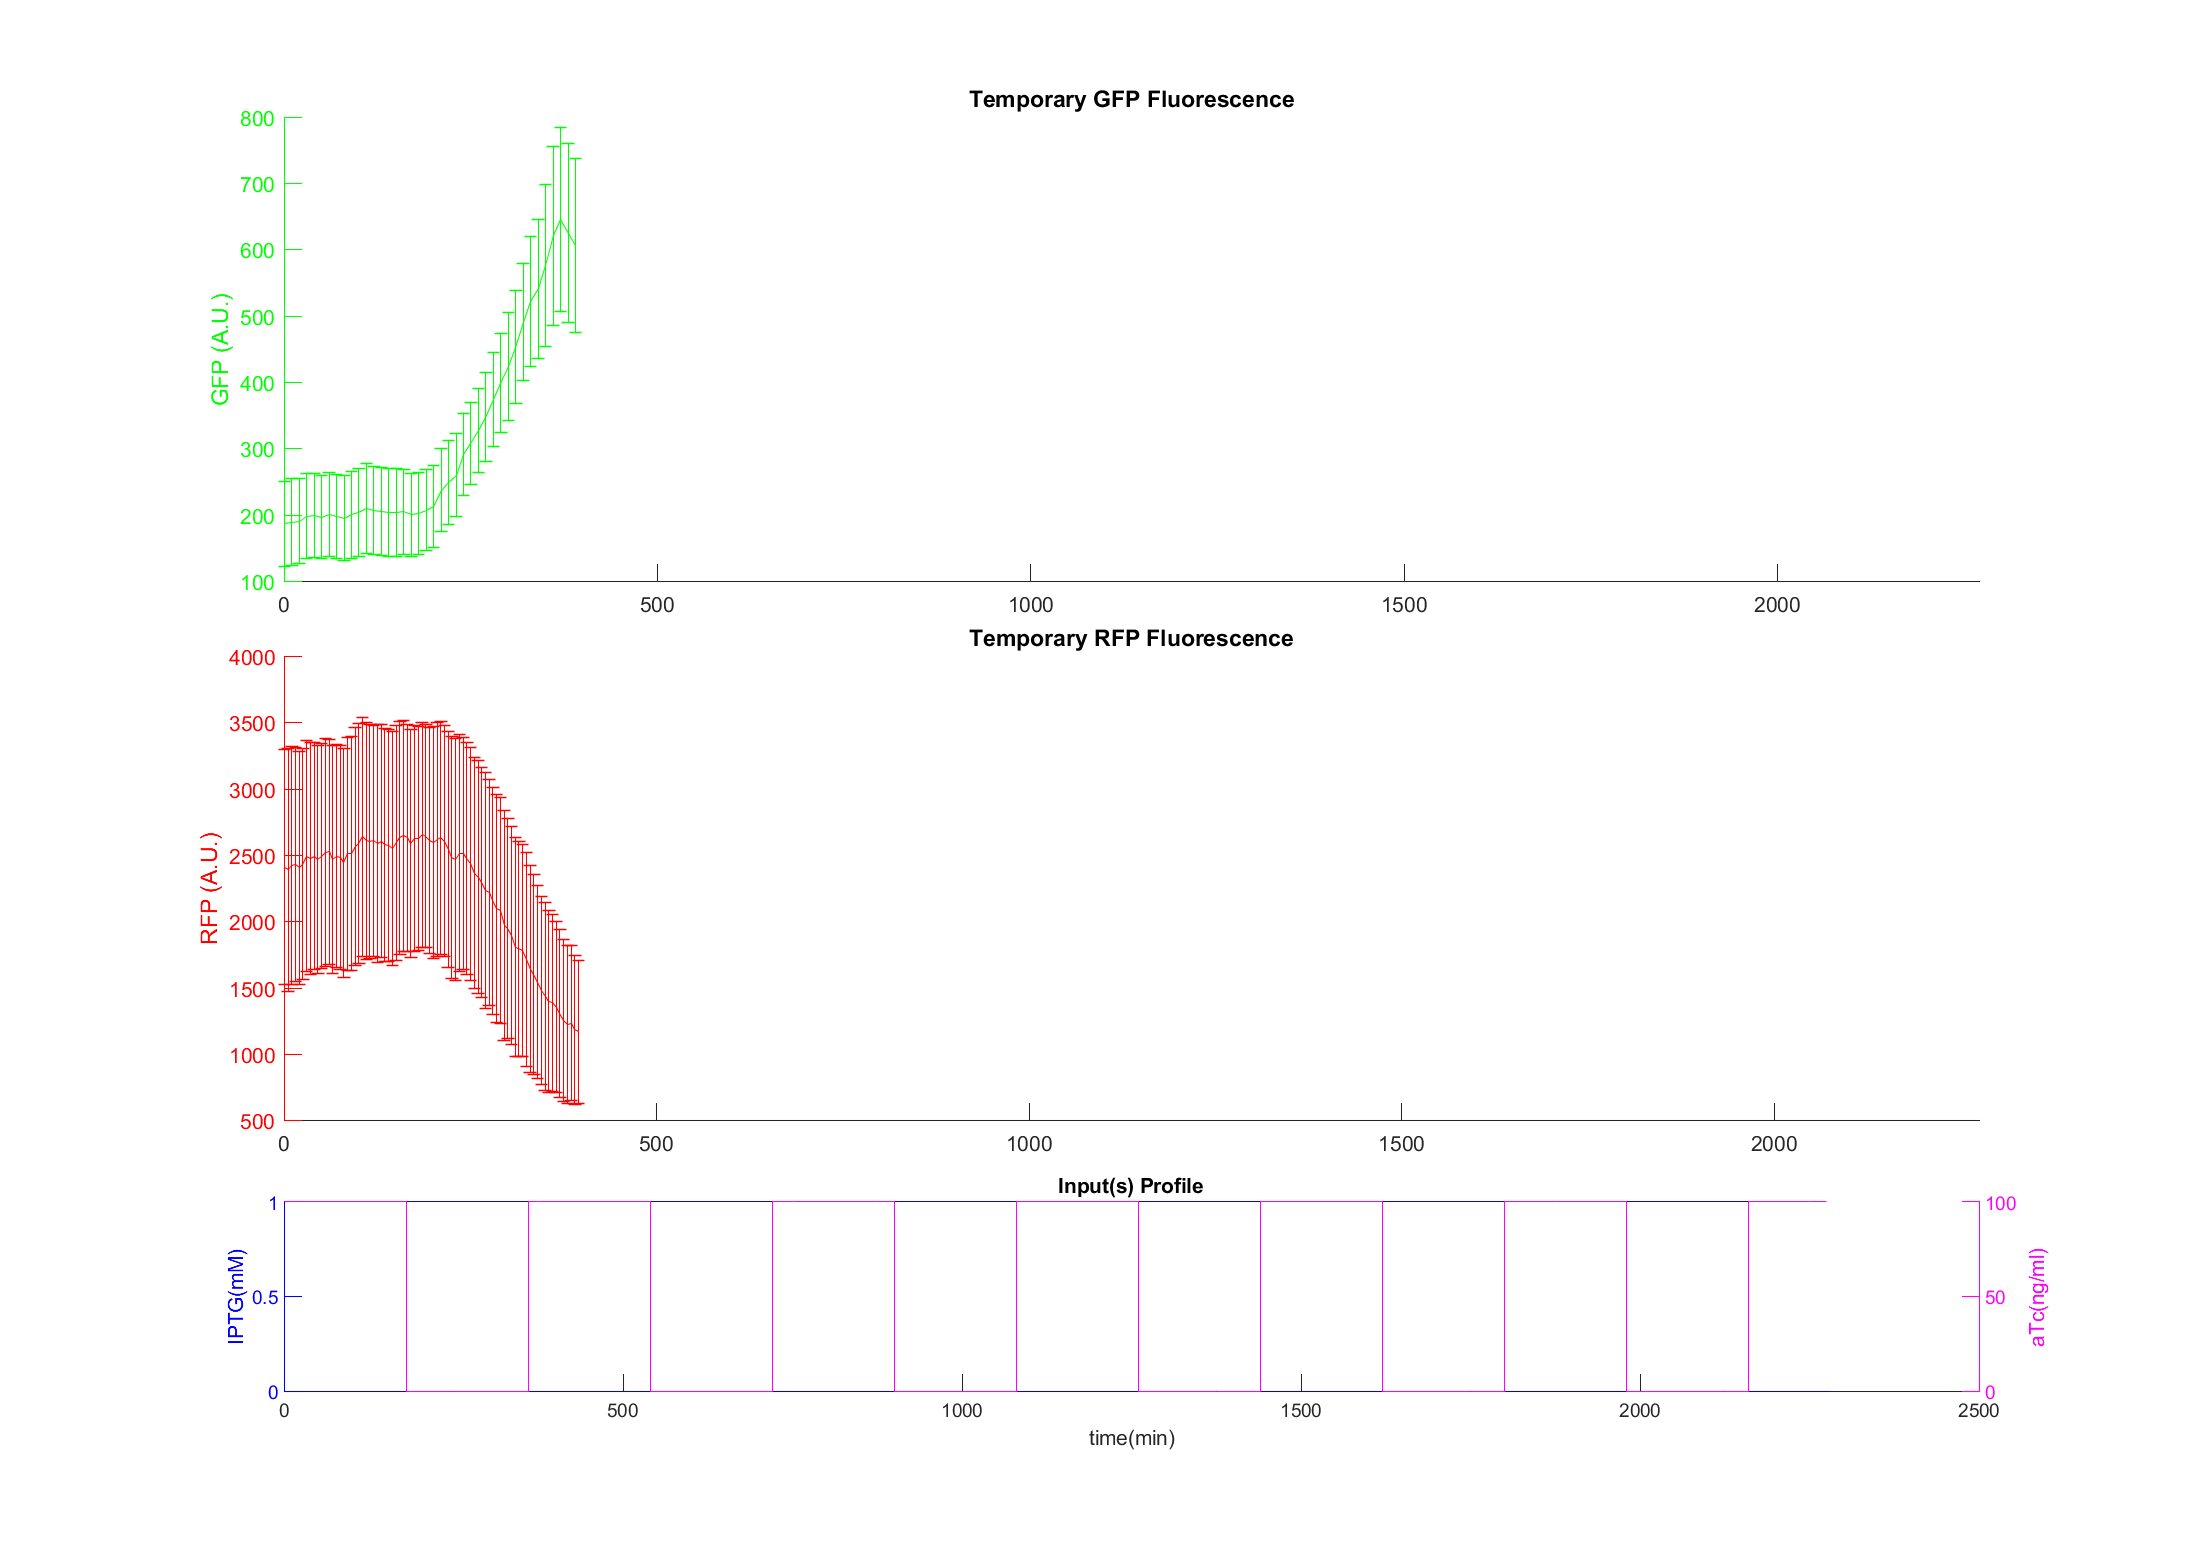 Temporary GFP Fluorescence
800
700
600
500
400
300
200
100
GFP (A.U.)
0 500 1000 1500 2000
Temporary RFP Fluorescence
4000
3500
3000
2500
2000
1500
1000
500
RFP (A.U.)
0 500 1000 1500 2000
Input(s) Profile
1
0.5
0
IPTG(mM)
100
50
0
aTc(ng/ml)
0 500 1000 1500 2000 2500
time(min)